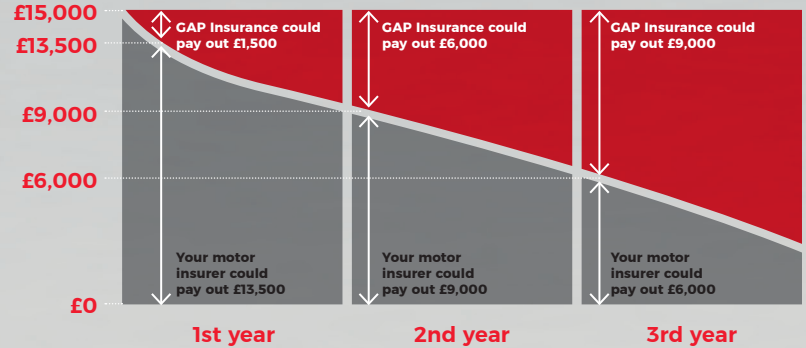 £15,000
£13,500
£9,000
£6,000
£0
GAP Insurance could
pay out £1,500
Your motor
insurer could
pay out £13,500
1st year
GAP Insurance could
pay out £6,000
Your motor
insurer could
pay out £9,000
2nd year
GAP Insurance could
pay out £9,000
Your motor
insurer could
pay out £6,000
3rd year